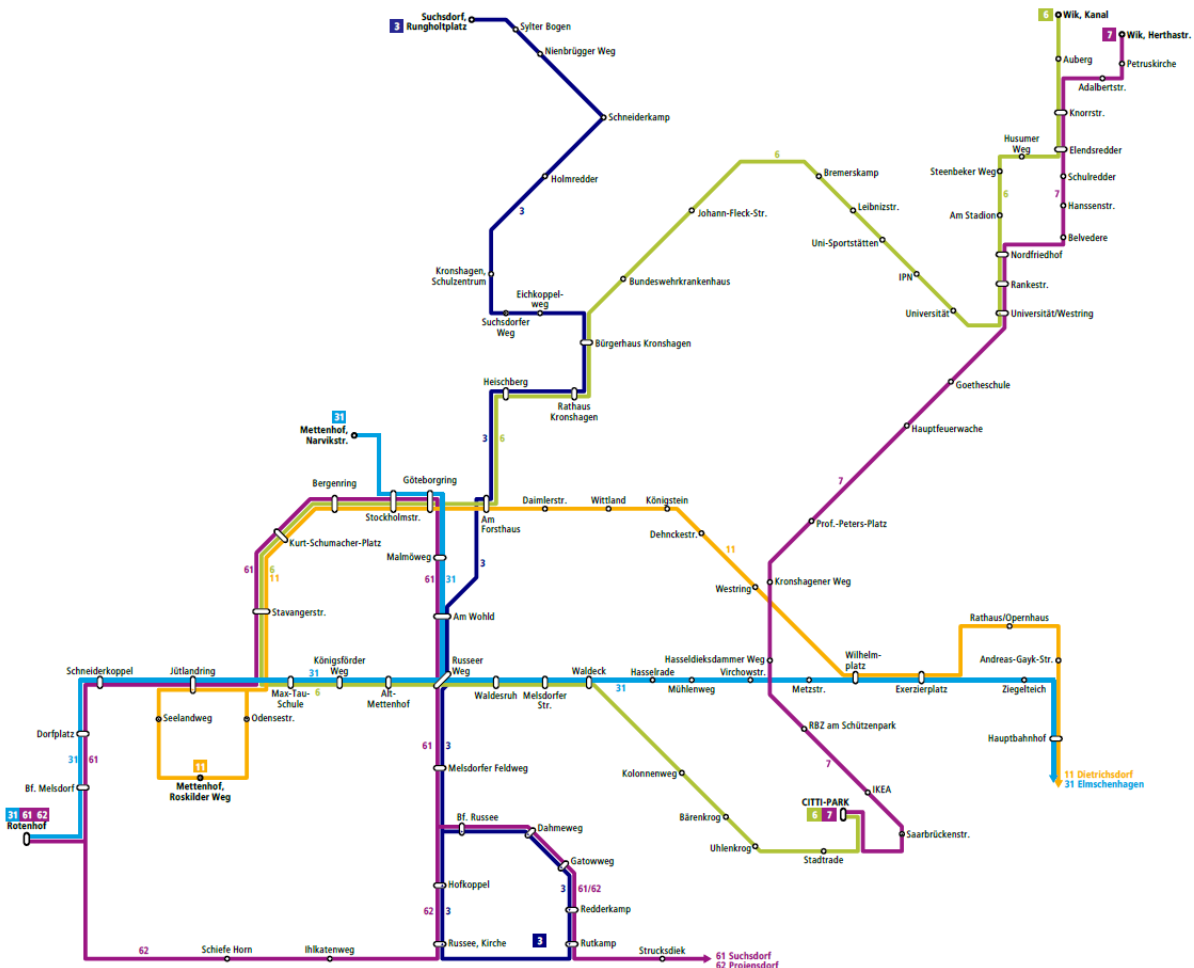 Suchsdorf,
Rungholtplatz
3
Sylter Bogen
Nienbrügger Weg
6
Wik, Kanal
7
Wik, Herthastr.
Auberg
Petruskirche
Adalbertstr.
Knorrstr.
Schneiderkamp
Husumer
Weg
Elendsredder
6
Steenbeker Weg
Bremerskamp
Schulredder
Holmredder
6
7
3
Johann-Fleck-Str.
Leibnizstr.
Am Stadion
Hanssenstr.
Uni-Sportstätten
Belvedere
Nordfriedhof
Kronshagen,
Schulzentrum
Bundeswehrkrankenhaus
IPN
Rankestr.
Eichkoppel-
weg
Suchsdorfer
Weg
Universität
Universität/Westring
Bürgerhaus Kronshagen
Heischberg
Rathaus
Kronshagen
Goetheschule
31
Mettenhof,
Narvikstr.
Hauptfeuerwache
3
6
Bergenring
Göteborgring
Stockholmstr.
Am
Forsthaus
Daimlerstr.
Wittland
Königstein
7
Prof.-Peters-Platz
Dehnckestr.
Kurt-Schumacher-Platz
11
Malmöweg
3
61
6
11
61
31
Westring
Kronshagener Weg
Stavangerstr.
Am Wohld
Rathaus/Opernhaus
Schneiderkoppel
Jütlandring
Königsförder
Weg
31
Russeer
Weg
Waldeck
Hasseldieksdammer Weg
Wilhelm-
platz
Andreas-Gayk-Str.
Hasselrade
Virchowstr.
Max-Tau-
Schule
6
Alt-
Mettenhof
Waldesruh
Melsdorfer
Str.
31
Mühlenweg
Metzstr.
Exerzierplatz
Ziegelteich
Seelandweg
Odensestr.
Dorfplatz
61
3
RBZ am Schützenpark
Hauptbahnhof
31
61
11
Mettenhof,
Roskilder Weg
Melsdorfer Feldweg
Kolonnenweg
7
11 Dietrichsdorf
31 Elmschenhagen
Bf. Melsdorf
IKEA
31 61 62
Rotenhof
CITTI-PARK
6 7
Bf. Russee
Dahmeweg
Bärenkrog
Saarbrückenstr.
Uhlenkrog
Stadtrade
Gatowweg
Hofkoppel
3
61/62
62
3
Redderkamp
3
Russee, Kirche
Rutkamp
62
Schiefe Horn
Ihlkatenweg
Strucksdiek
61 Suchsdorf
62 Projensdorf